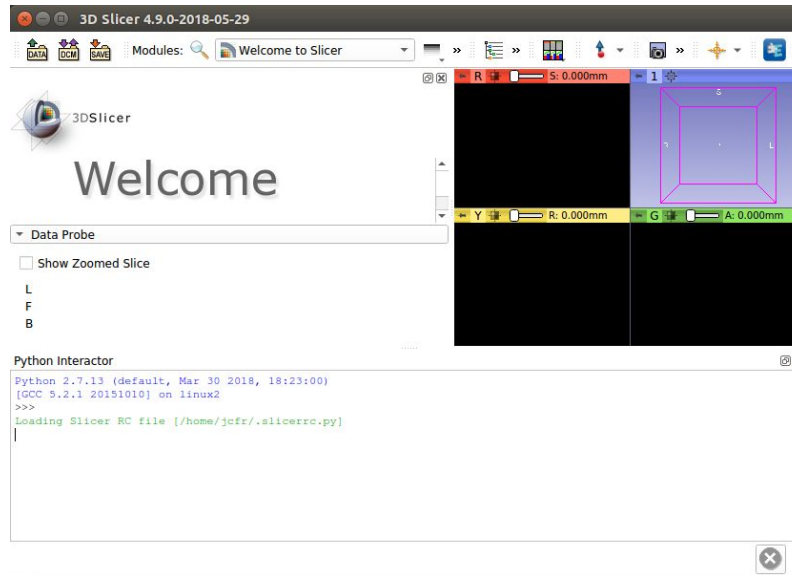 3D Slicer 4.9.0-2018-05-29
DATA DCM SAVE Modules: Welcome to Slicer » » »
3DSlicer
Welcome
R S: 0.000mm
1
S
L
Y R: 0.000mm
G A: 0.000mm
Data Probe
Show Zoomed Slice
L
F
B
Python Interactor
Python 2.7.13 (default, Mar 30 2018, 18:23:00)
[GCC 5.2.1 20151010] on linux2
>>>
Loading Slicer RC file [/home/jcfr/.slicerrc.py]